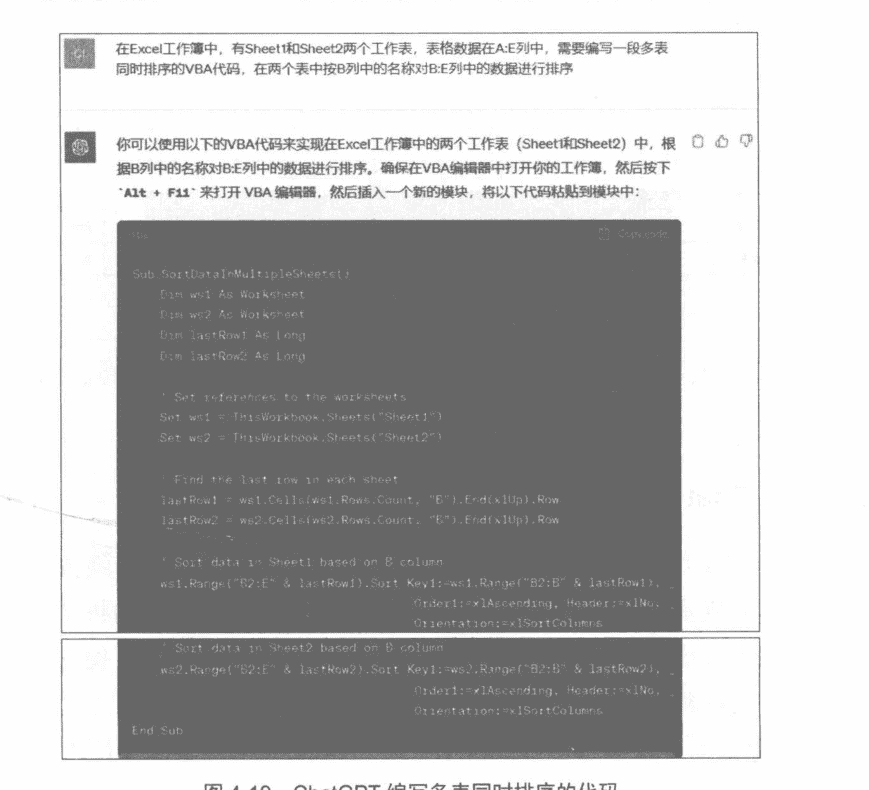 在Excel工作簿中，有Sheet1和Sheet2两个工作表，表格数据在A:E列中，需要编写一段多表
同时排序的VBA代码，在两个表中按B列中的名称对B:E列中的数据进行排序
你可以使用以下的VBA代码来实现在Excel工作簿中的两个工作表（Sheet1和Sheet2）中，根
据B列中的名称对B:E列中的数据进行排序。确保在VBA编辑器中打开你的工作簿，然后按下
`Alt + F11` 来打开 VBA 编辑器，然后插入一个新的模块，将以下代码粘贴到模块中：
vba
Copy code
Sub SortDataInMultipleSheets()
Dim ws1 As Worksheet
Dim ws2 As Worksheet
Dim lastRow1 As Long
Dim lastRow2 As Long
' Set references to the worksheets
Set ws1 = ThisWorkbook.Sheets("Sheet1")
Set ws2 = ThisWorkbook.Sheets("Sheet2")
' Find the last row in each sheet
lastRow1 = ws1.Cells(ws1.Rows.Count, "B").End(xlUp).Row
lastRow2 = ws2.Cells(ws2.Rows.Count, "B").End(xlUp).Row
' Sort data in Sheet1 based on B column
ws1.Range("B2:E" & lastRow1).Sort Key1:=ws1.Range("B2:B" & lastRow1), _
Order1:=xlAscending, Header:=xlNo, _
Orientation:=xlSortColumns
' Sort data in Sheet2 based on B column
ws2.Range("B2:E" & lastRow2).Sort Key1:=ws2.Range("B2:B" & lastRow2), _
Order1:=xlAscending, Header:=xlNo, _
Orientation:=xlSortColumns
End Sub
ChatGPT 编写多表同时排序的代码